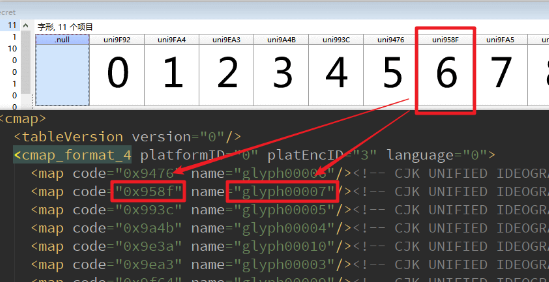 cret
字形, 11 个项目
.null uni9F92 uni9FA4 uni9EA3 uni9A4B uni993C uni9476 uni958F uni9FA5
0 1 2 3 4 5 6 7
<cmap>
<tableVersion version="0"/>
<cmap_format_4 platformID="0" platEncID="3" language="0">
<map code="0x9476" name="glyph00006"/><!-- CJK UNIFIED IDEOGRA
<map code="0x958f" name="glyph00007"/><!-- CJK UNIFIED IDEOGRA
<map code="0x993c" name="glyph00005"/><!-- CJK UNIFIED IDEOGRA
<map code="0x9a4b" name="glyph00004"/><!-- CJK UNIFIED IDEOGRA
<map code="0x9e3a" name="glyph00010"/><!-- CJK UNIFIED IDEOGRA
<map code="0x9ea3" name="glyph00003"/><!-- CJK UNIFIED IDEOGRA